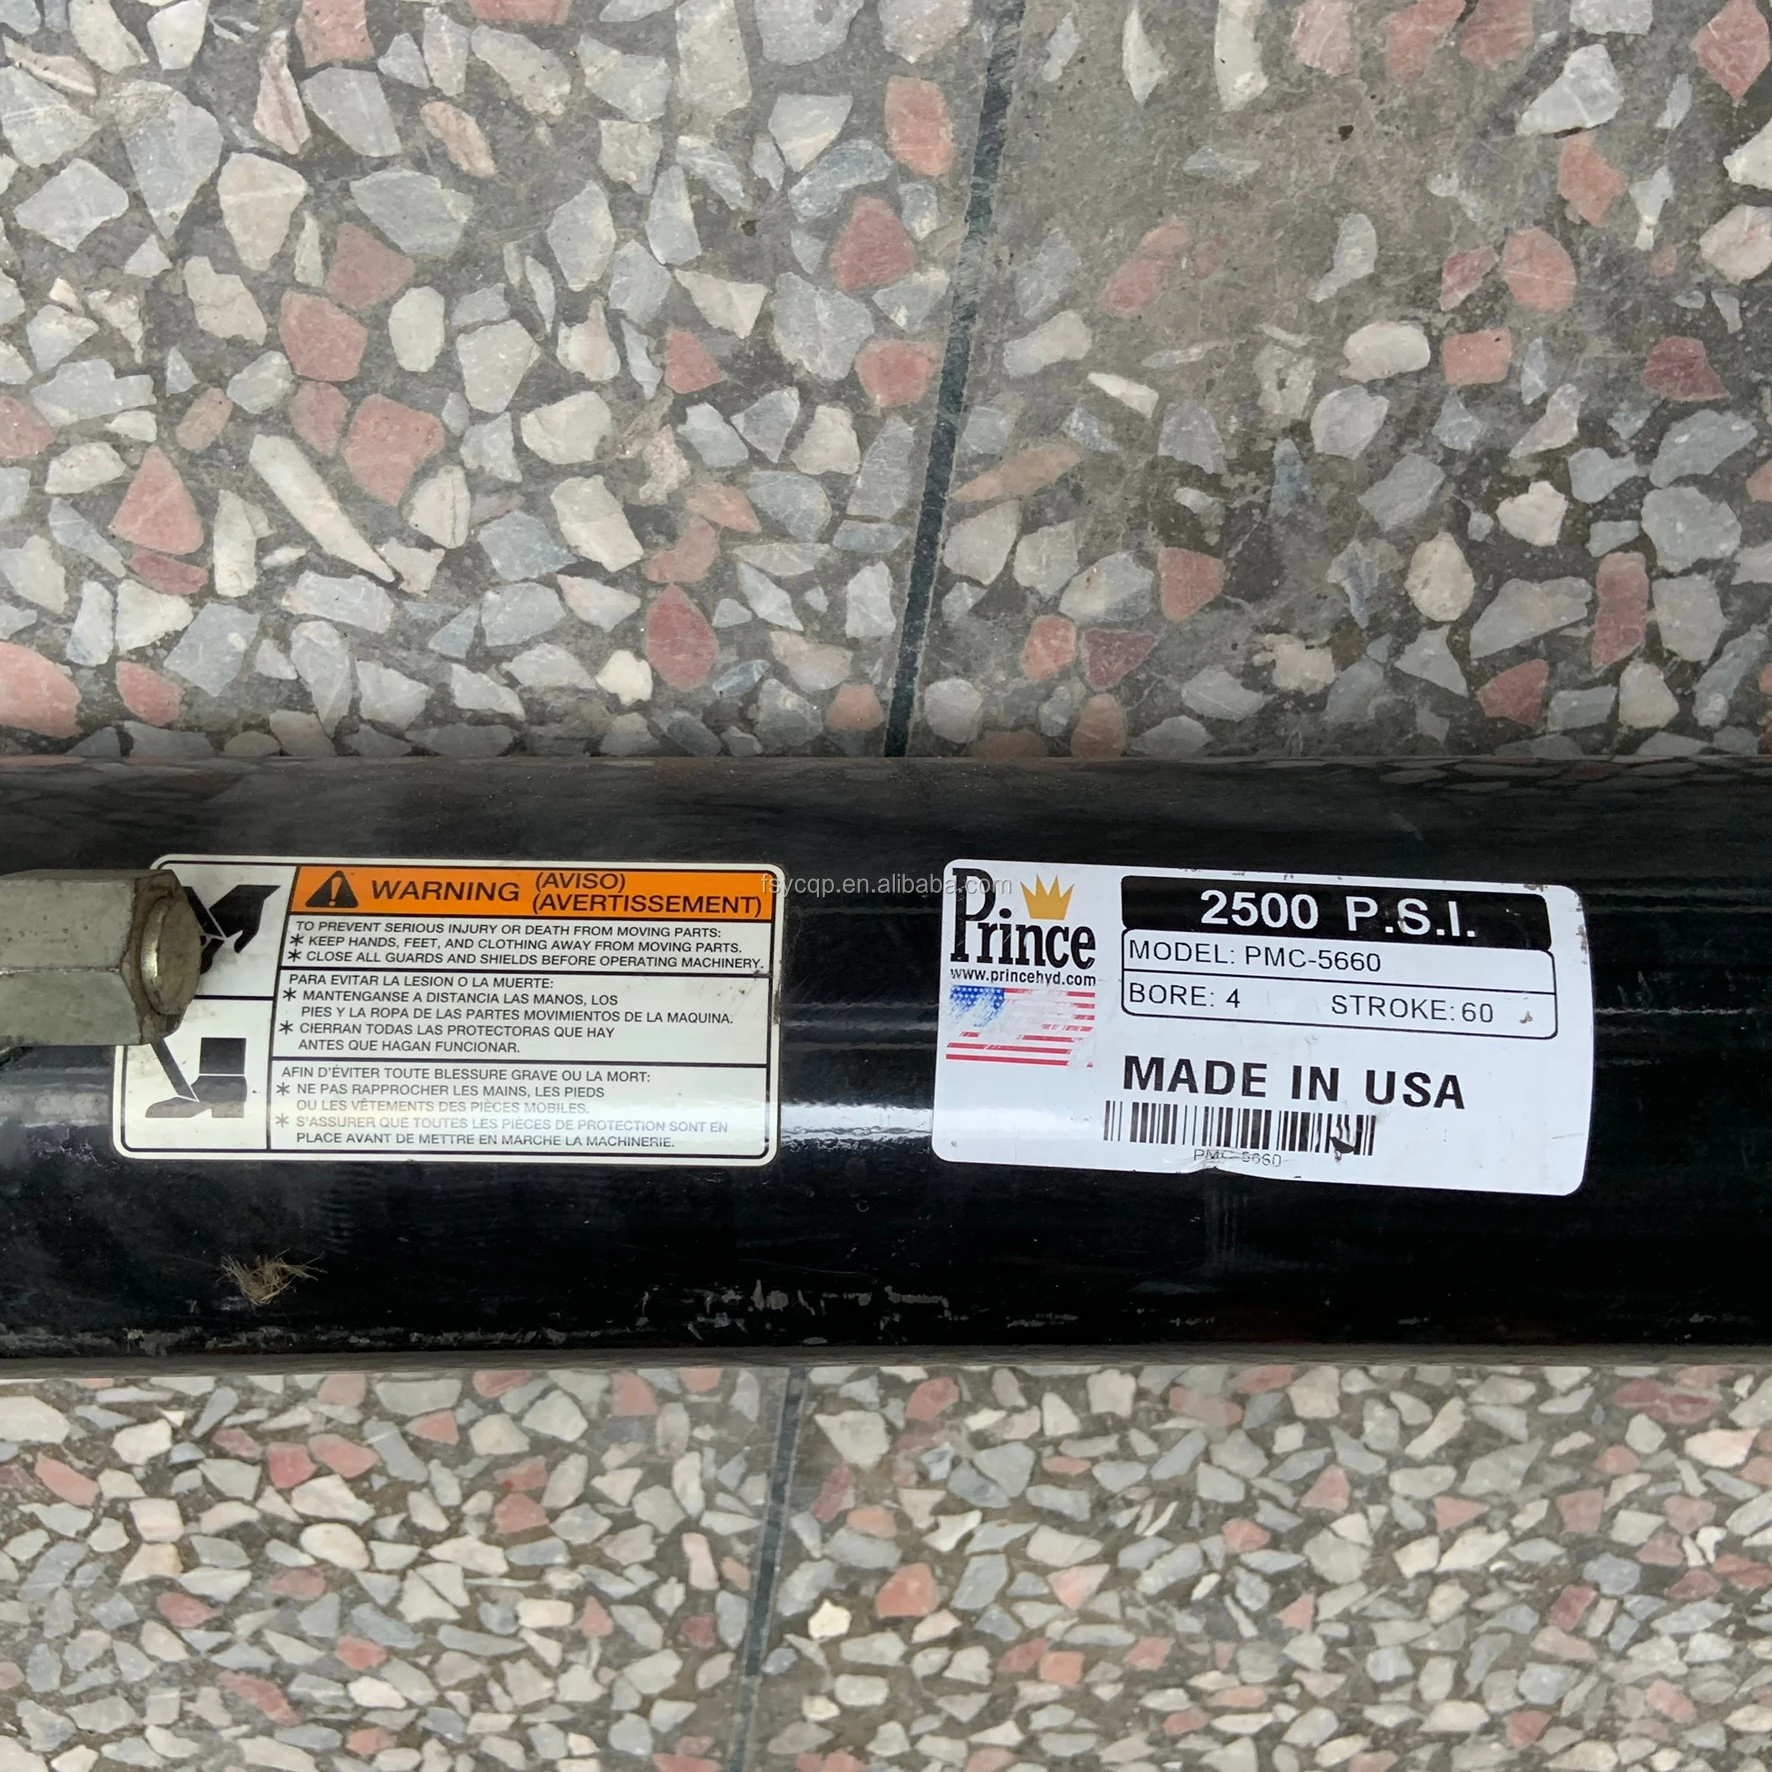 WARNING (AVISO)
(AVERTISSEMENT)
TO PREVENT SERIOUS INJURY OR DEATH FROM MOVING PARTS:
* KEEP HANDS, FEET, AND CLOTHING AWAY FROM MOVING PARTS.
* CLOSE ALL GUARDS AND SHIELDS BEFORE OPERATING MACHINERY.
PARA EVITAR LA LESION O LA MUERTE:
* MANTENGANSE A DISTANCIA LAS MANOS, LOS
PIES Y LA ROPA DE LAS PARTES MOVIMIENTOS DE LA MAQUINA.
* CIERRAN TODAS LAS PROTECTORAS QUE HAY
ANTES QUE HAGAN FUNCIONAR.
AFIN D'ÉVITER TOUTE BLESSURE GRAVE OU LA MORT:
* NE PAS RAPPROCHER LES MAINS, LES PIEDS
OU LES VÊTEMENTS DES PIÈCES MOBILES.
* S'ASSURER QUE TOUTES LES PIÈCES DE PROTECTION SONT EN
PLACE AVANT DE METTRE EN MARCHE LA MACHINERIE.
fsycqp.en.alibaba.com
Prince
www.princehyd.com
2500 P.S.I.
MODEL: PMC-5660
BORE: 4 STROKE: 60
MADE IN USA
PMC-5660